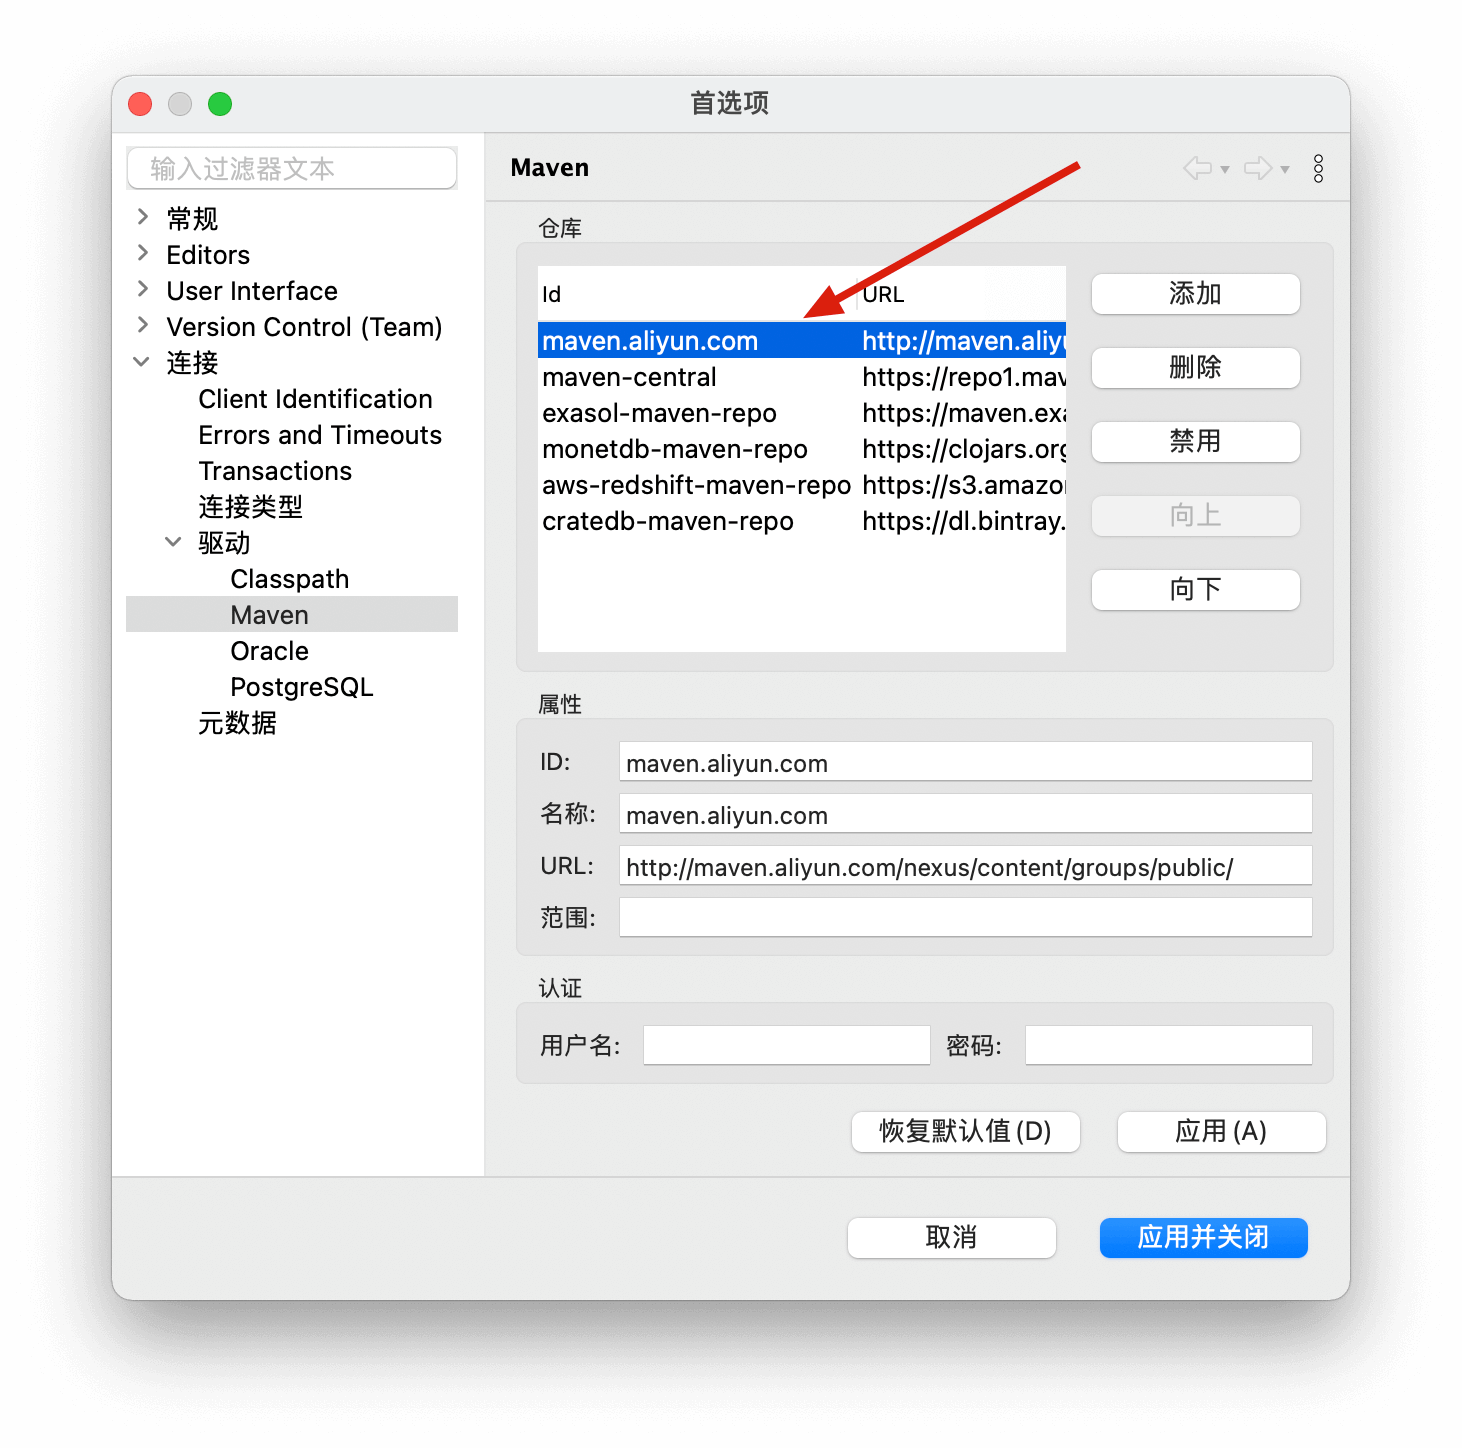 首选项
输入过滤器文本
常规
Editors
User Interface
Version Control (Team)
连接
Client Identification
Errors and Timeouts
Transactions
连接类型
驱动
Classpath
Maven
Oracle
PostgreSQL
元数据
Maven
仓库
Id URL
maven.aliyun.com http://maven.aliyu
maven-central https://repo1.mav
exasol-maven-repo https://maven.exa
monetdb-maven-repo https://clojars.org
aws-redshift-maven-repo https://s3.amazon
cratedb-maven-repo https://dl.bintray.
添加
删除
禁用
向上
向下
属性
ID: maven.aliyun.com
名称: maven.aliyun.com
URL: http://maven.aliyun.com/nexus/content/groups/public/
范围:
认证
用户名: 密码:
恢复默认值(D) 应用(A)
取消 应用并关闭